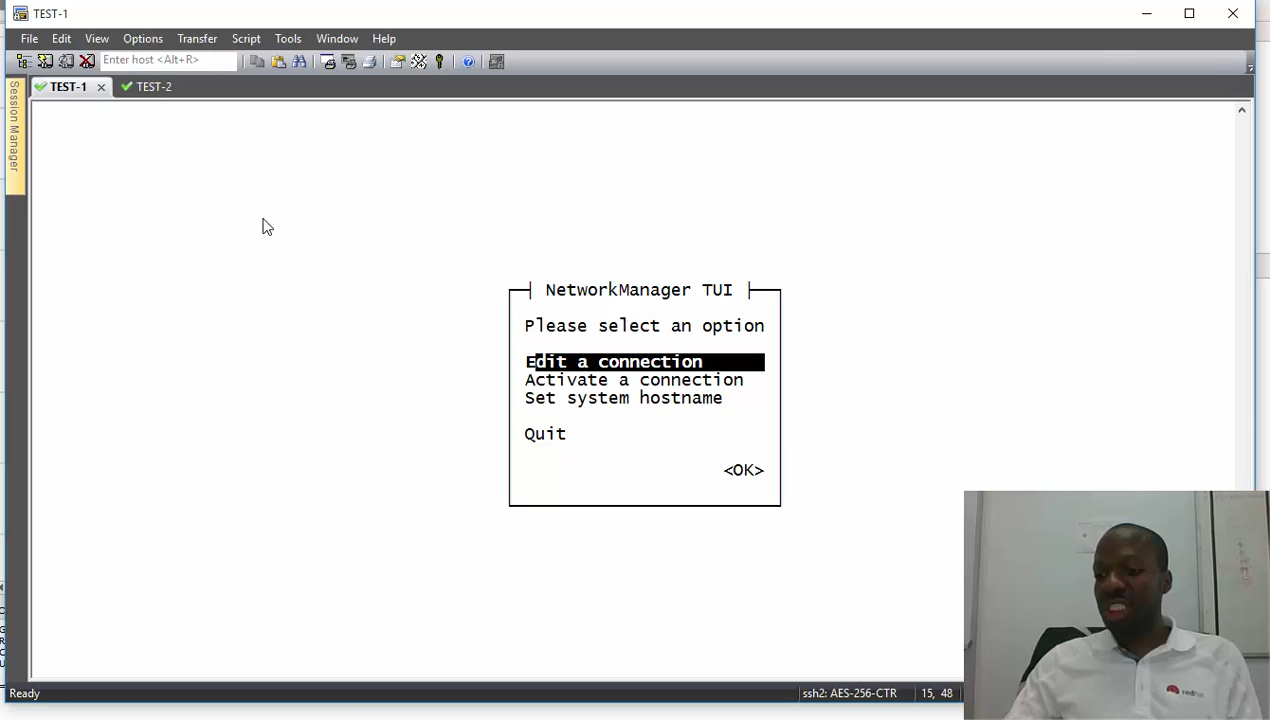 TEST-1
File Edit View Options Transfer Script Tools Window Help
Enter host <Alt+R>
TEST-1 TEST-2
Session Manager
NetworkManager TUI
Please select an option
Edit a connection
Activate a connection
Set system hostname
Quit
<OK>
redhat
Ready ssh2: AES-256-CTR 15, 48